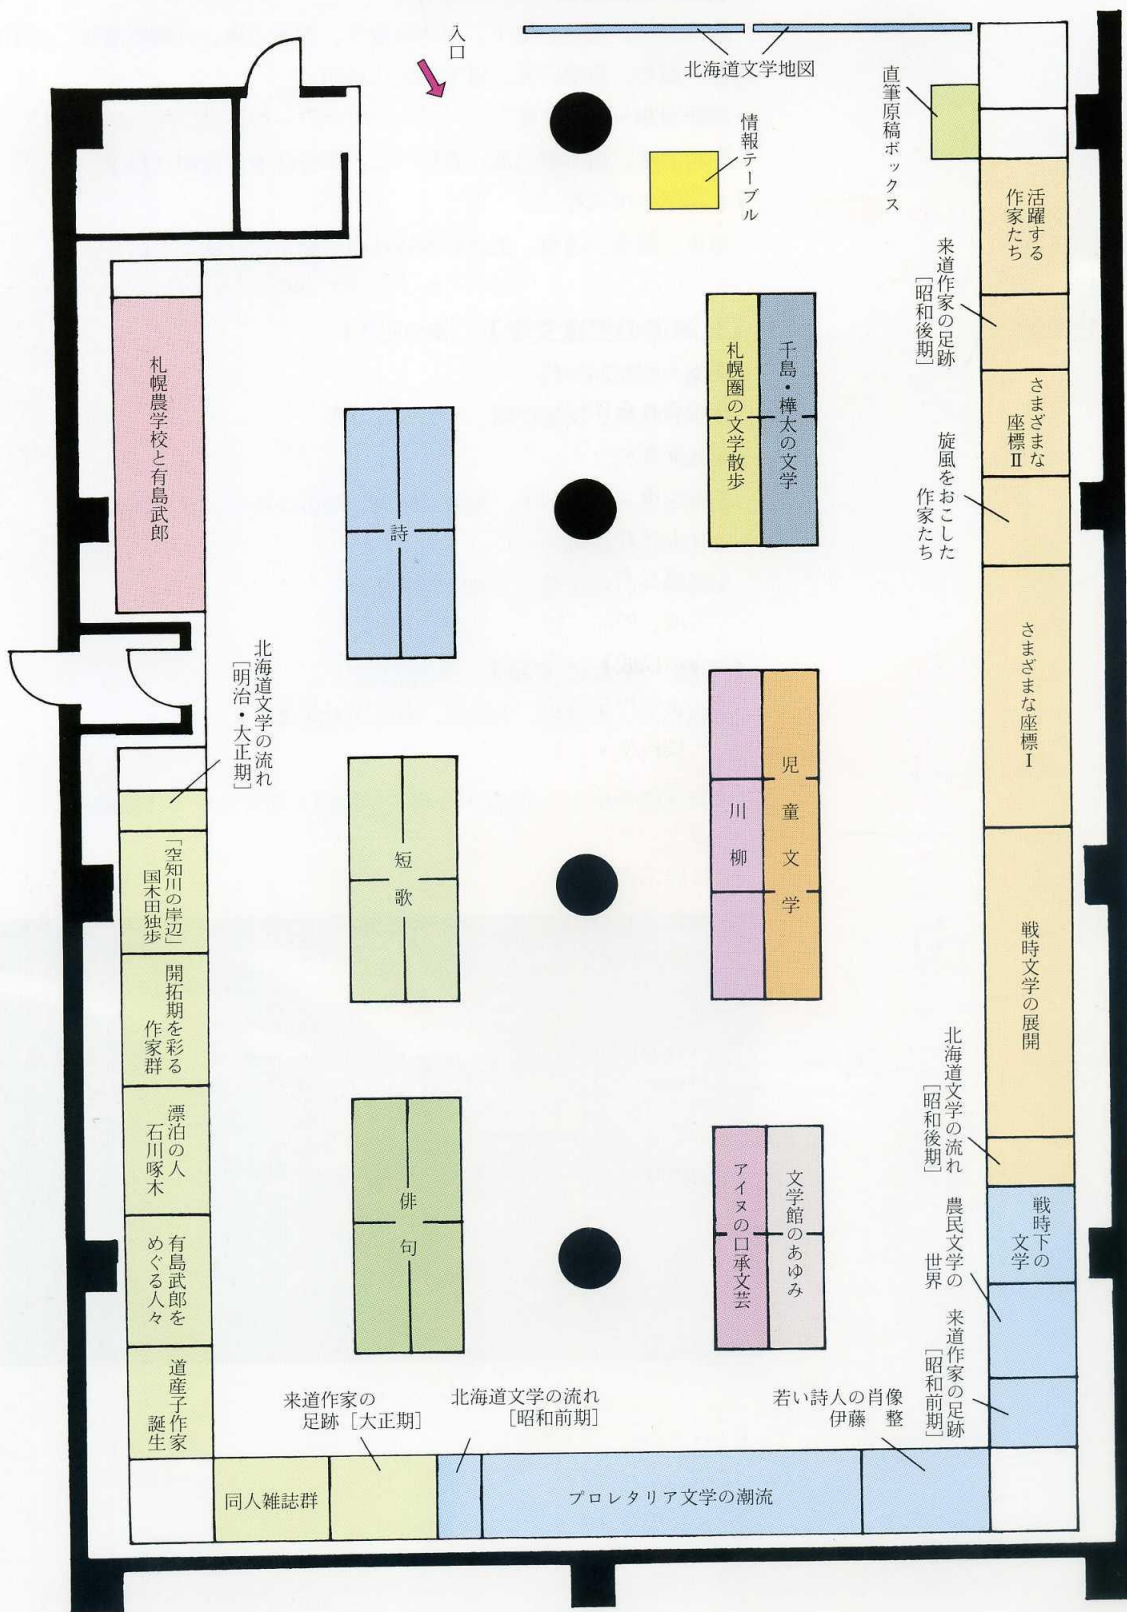 入口
北海道文学地図
情報テーブル
直筆原稿ボックス
活躍する
作家たち
来道作家の足跡
[昭和後期]
さまざまな
座標Ⅱ
旋風をおこした
作家たち
さまざまな座標Ⅰ
戦時文学の展開
北海道文学の流れ
[昭和後期]
戦時下の
文学
農民文学の
世界
来道作家の足跡
[昭和前期]
若い詩人の肖像
伊藤 整
プロレタリア文学の潮流
北海道文学の流れ
[昭和前期]
来道作家の
足跡[大正期]
同人雑誌群
道産子作家
誕生
有島武郎を
めぐる人々
漂泊の人
石川啄木
開拓期を彩る
作家群
「空知川の岸辺」
国木田独歩
北海道文学の流れ
[明治・大正期]
札幌農学校と有島武郎
詩
短歌
俳句
札幌圏の文学散歩
千島・樺太の文学
川柳
児童文学
アイヌの口承文芸
文学館のあゆみ